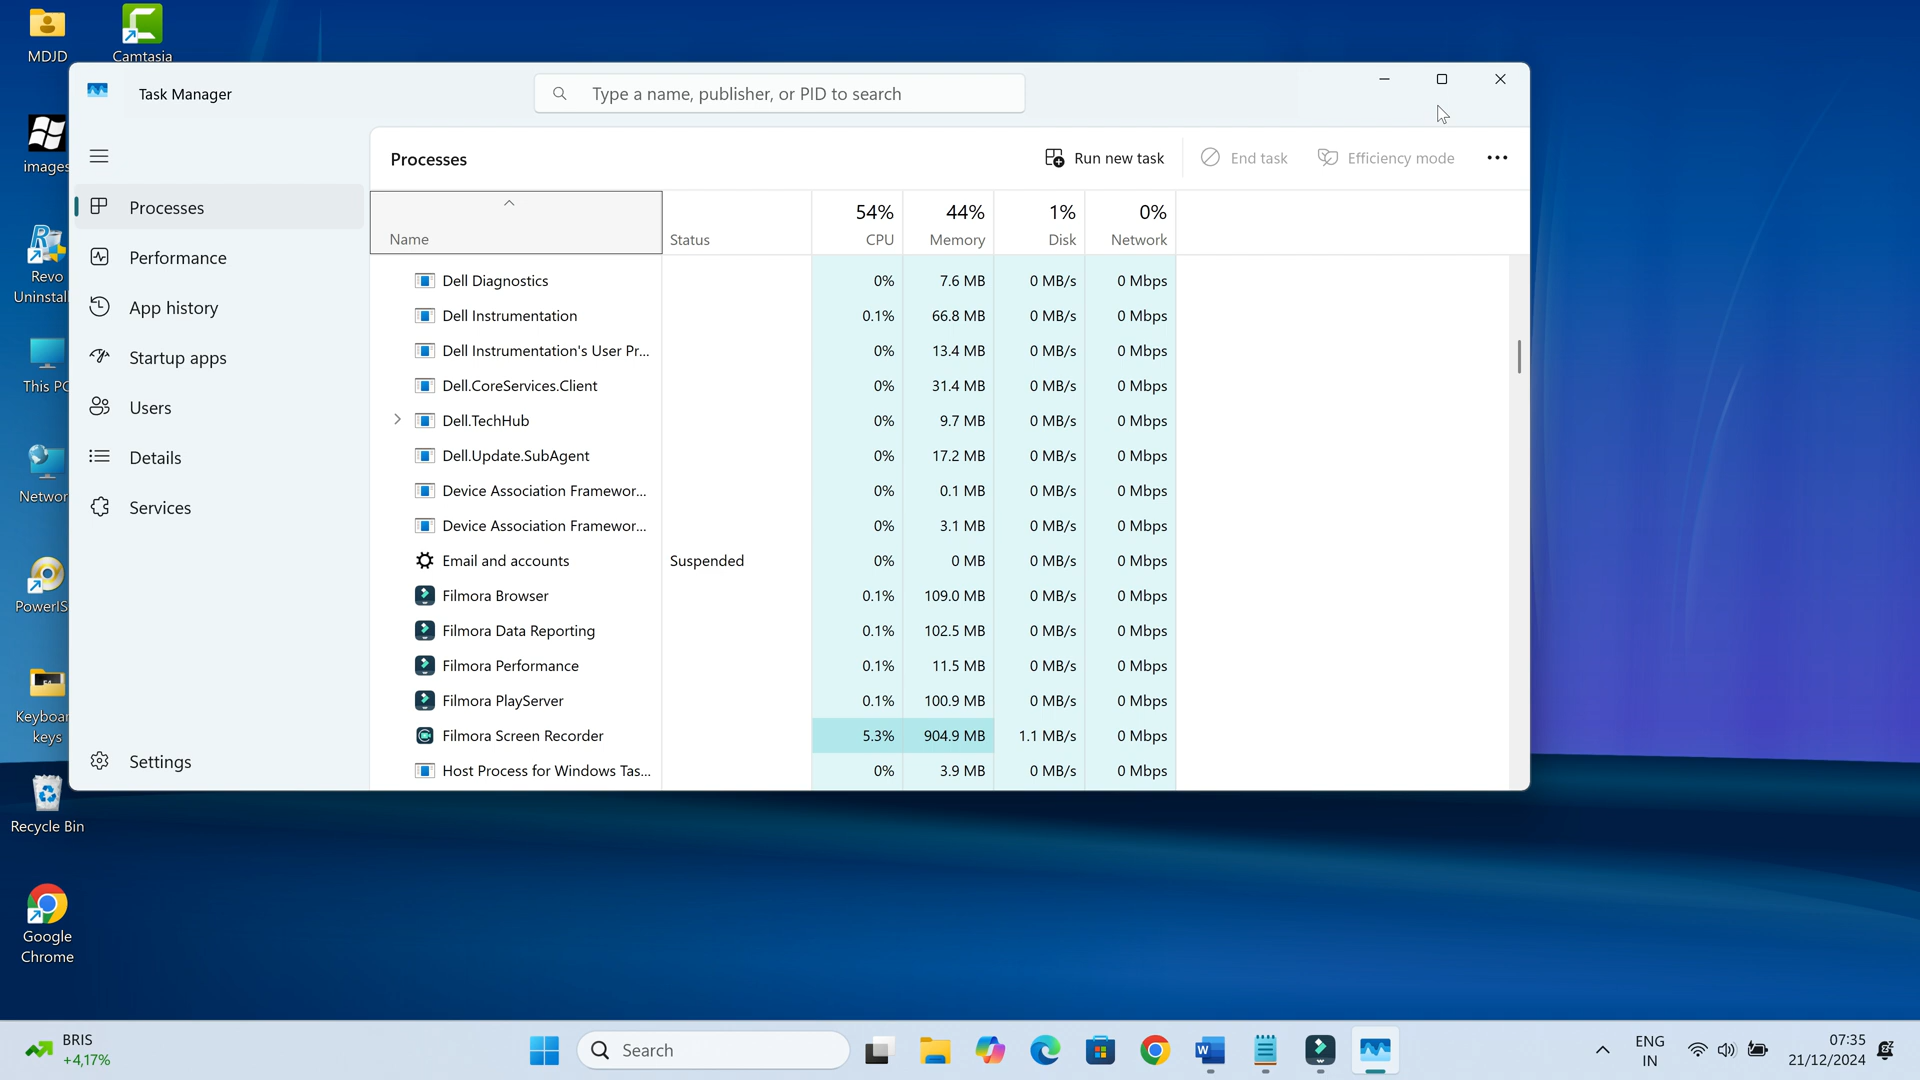 MDJD
Camtasia
images
Revo
Uninstall
This PC
Networ
PowerIS
Keyboar
keys
Recycle Bin
Google
Chrome
Task Manager
Type a name, publisher, or PID to search
Processes
Performance
App history
Startup apps
Users
Details
Services
Settings
Processes
Run new task
End task
Efficiency mode
54% 44% 1% 0%
Name Status CPU Memory Disk Network
Dell Diagnostics 0% 7.6 MB 0 MB/s 0 Mbps
Dell Instrumentation 0.1% 66.8 MB 0 MB/s 0 Mbps
Dell Instrumentation's User Pr... 0% 13.4 MB 0 MB/s 0 Mbps
Dell.CoreServices.Client 0% 31.4 MB 0 MB/s 0 Mbps
Dell.TechHub 0% 9.7 MB 0 MB/s 0 Mbps
Dell.Update.SubAgent 0% 17.2 MB 0 MB/s 0 Mbps
Device Association Framewor... 0% 0.1 MB 0 MB/s 0 Mbps
Device Association Framewor... 0% 3.1 MB 0 MB/s 0 Mbps
Email and accounts Suspended 0% 0 MB 0 MB/s 0 Mbps
Filmora Browser 0.1% 109.0 MB 0 MB/s 0 Mbps
Filmora Data Reporting 0.1% 102.5 MB 0 MB/s 0 Mbps
Filmora Performance 0.1% 11.5 MB 0 MB/s 0 Mbps
Filmora PlayServer 0.1% 100.9 MB 0 MB/s 0 Mbps
Filmora Screen Recorder 5.3% 904.9 MB 1.1 MB/s 0 Mbps
Host Process for Windows Tas... 0% 3.9 MB 0 MB/s 0 Mbps
BRIS
+4,17%
Search
ENG
IN
07:35
21/12/2024